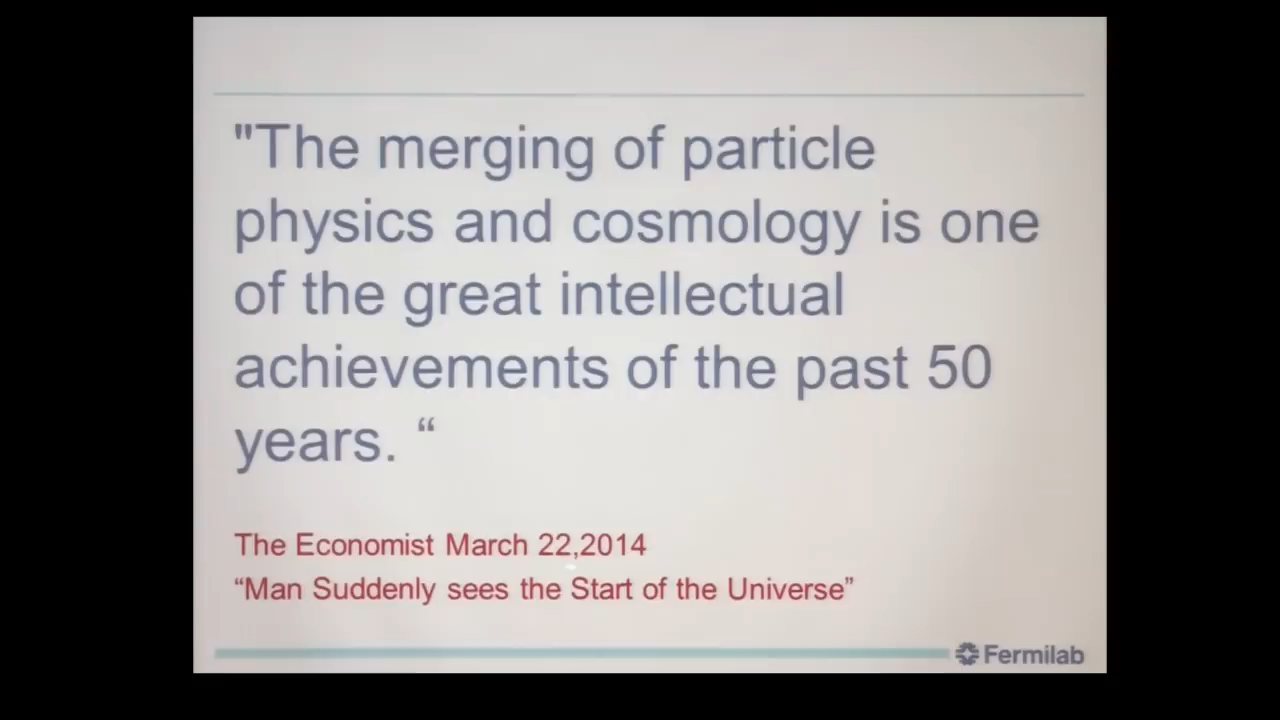 "The merging of particle
physics and cosmology is one
of the great intellectual
achievements of the past 50
years. “
The Economist March 22,2014
“Man Suddenly sees the Start of the Universe”
Fermilab